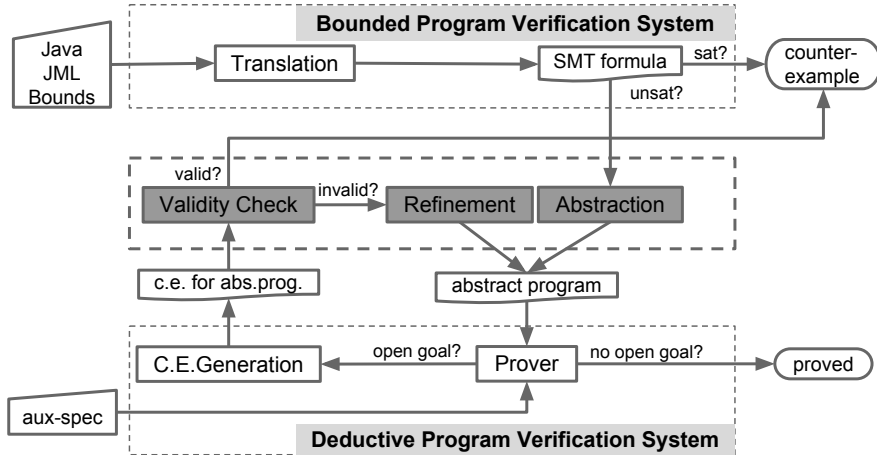 Bounded Program Verification System
Java
JML
Bounds
Translation
SMT formula
sat?
counter-
example
unsat?
valid?
Validity Check
invalid?
Refinement
Abstraction
c.e. for abs.prog.
abstract program
C.E.Generation
open goal?
Prover
no open goal?
proved
aux-spec
Deductive Program Verification System